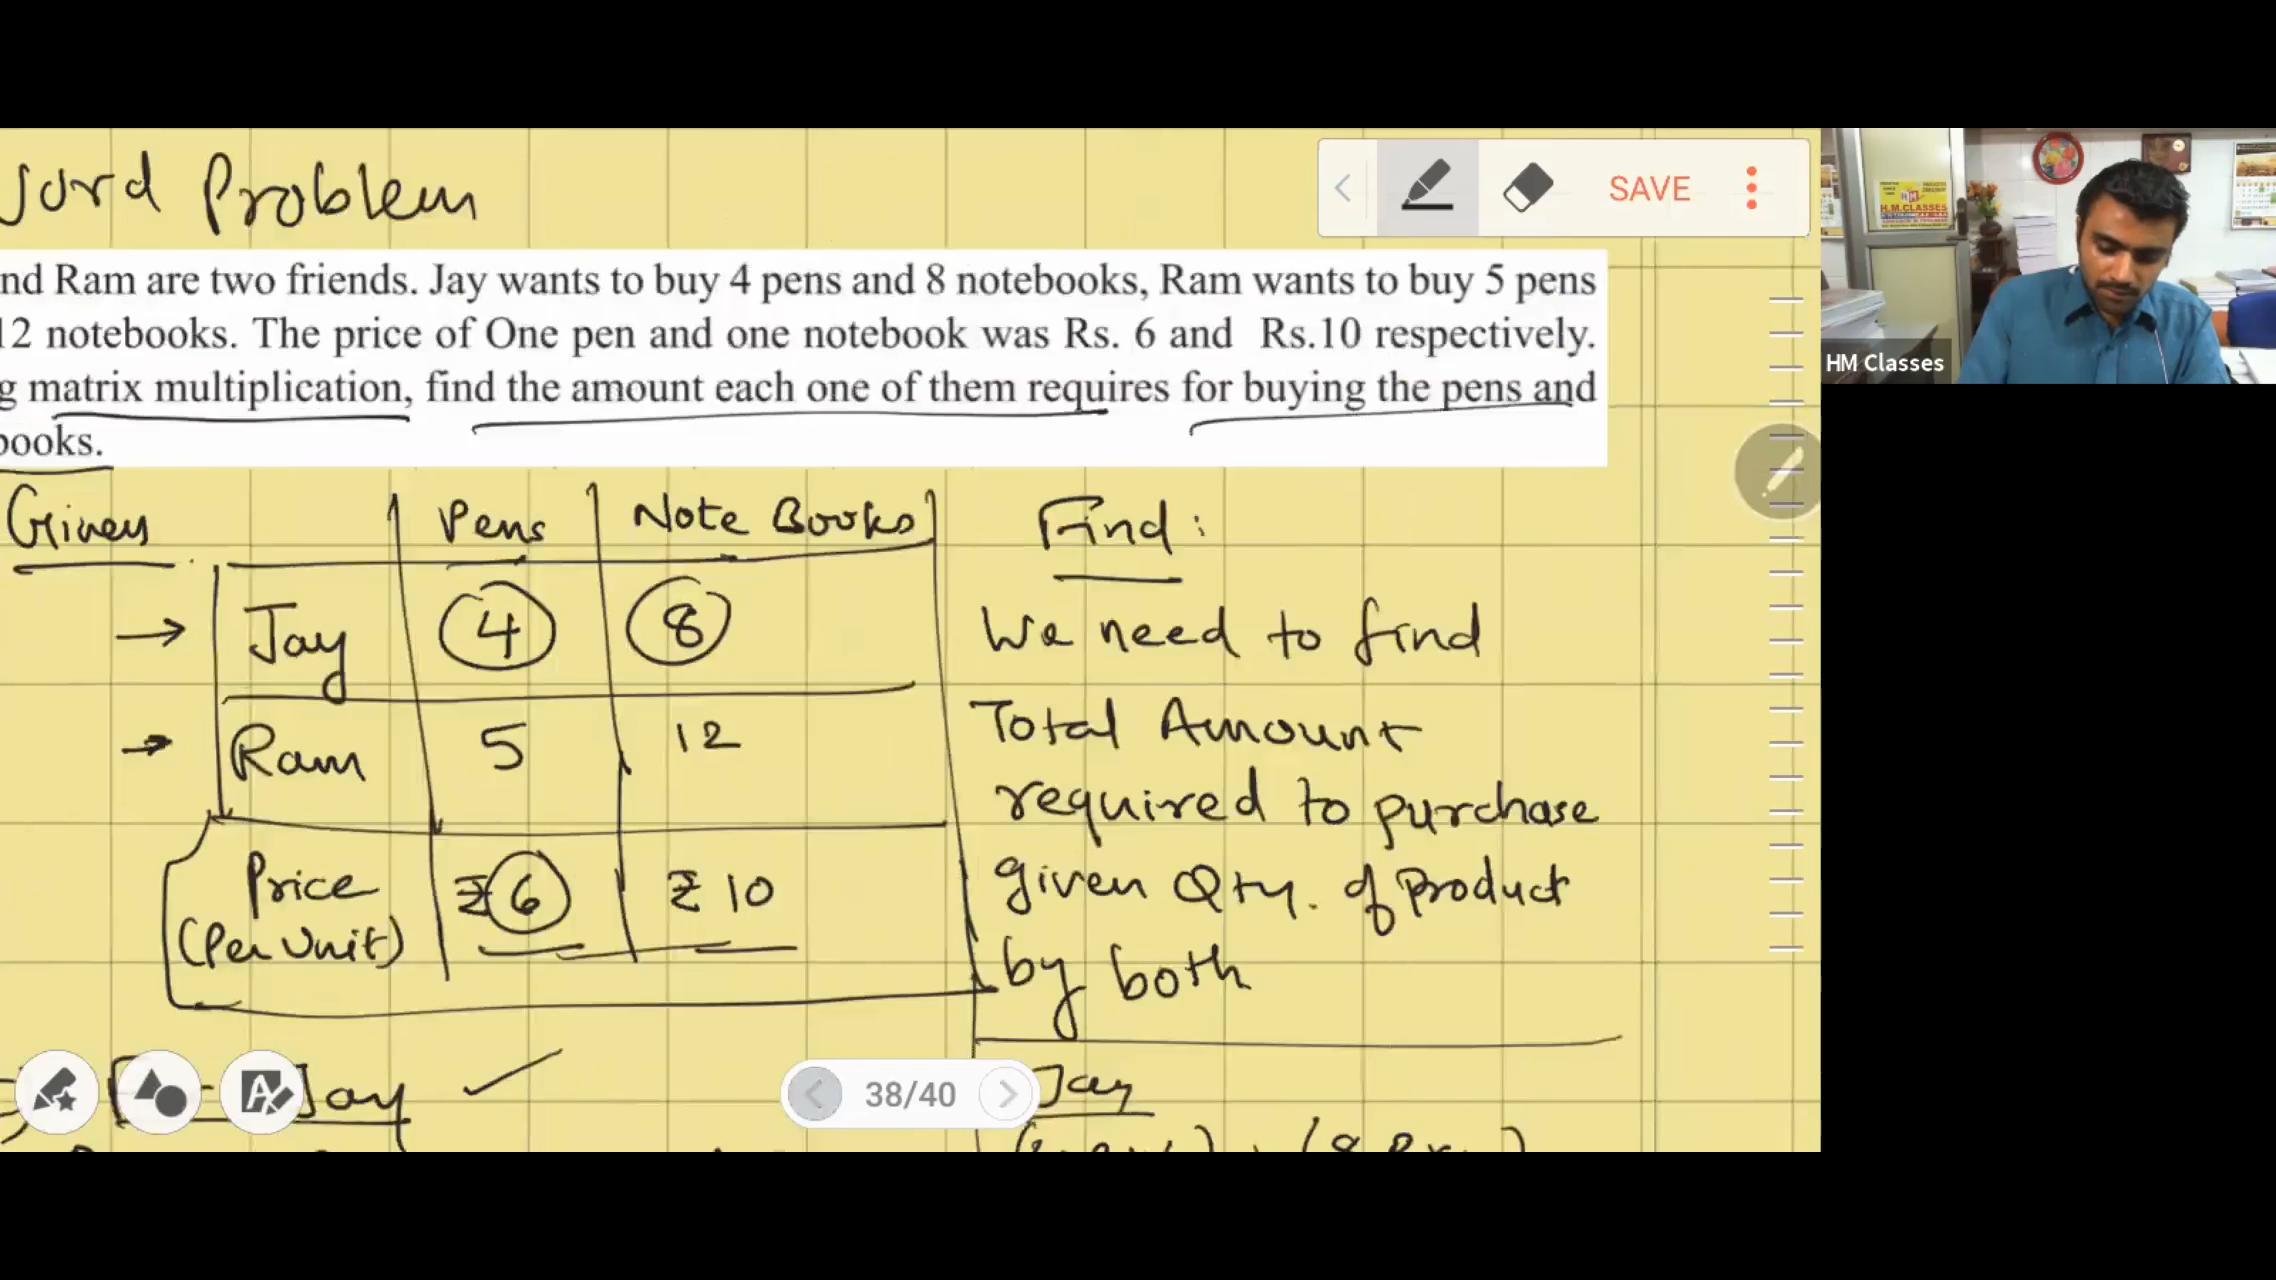 Word Problem
SAVE
nd Ram are two friends. Jay wants to buy 4 pens and 8 notebooks, Ram wants to buy 5 pens
12 notebooks. The price of One pen and one notebook was Rs. 6 and Rs.10 respectively.
g matrix multiplication, find the amount each one of them requires for buying the pens and
books.
H.M.CLASSES
HM Classes
Given Pens Note Books
Jay 4 8
Ram 5 12
Price ₹ 6 ₹ 10
(Per Unit)
Find:
We need to find
Total Amount
required to purchase
given Qty. of Product
by both
Jay
38/40
Jay